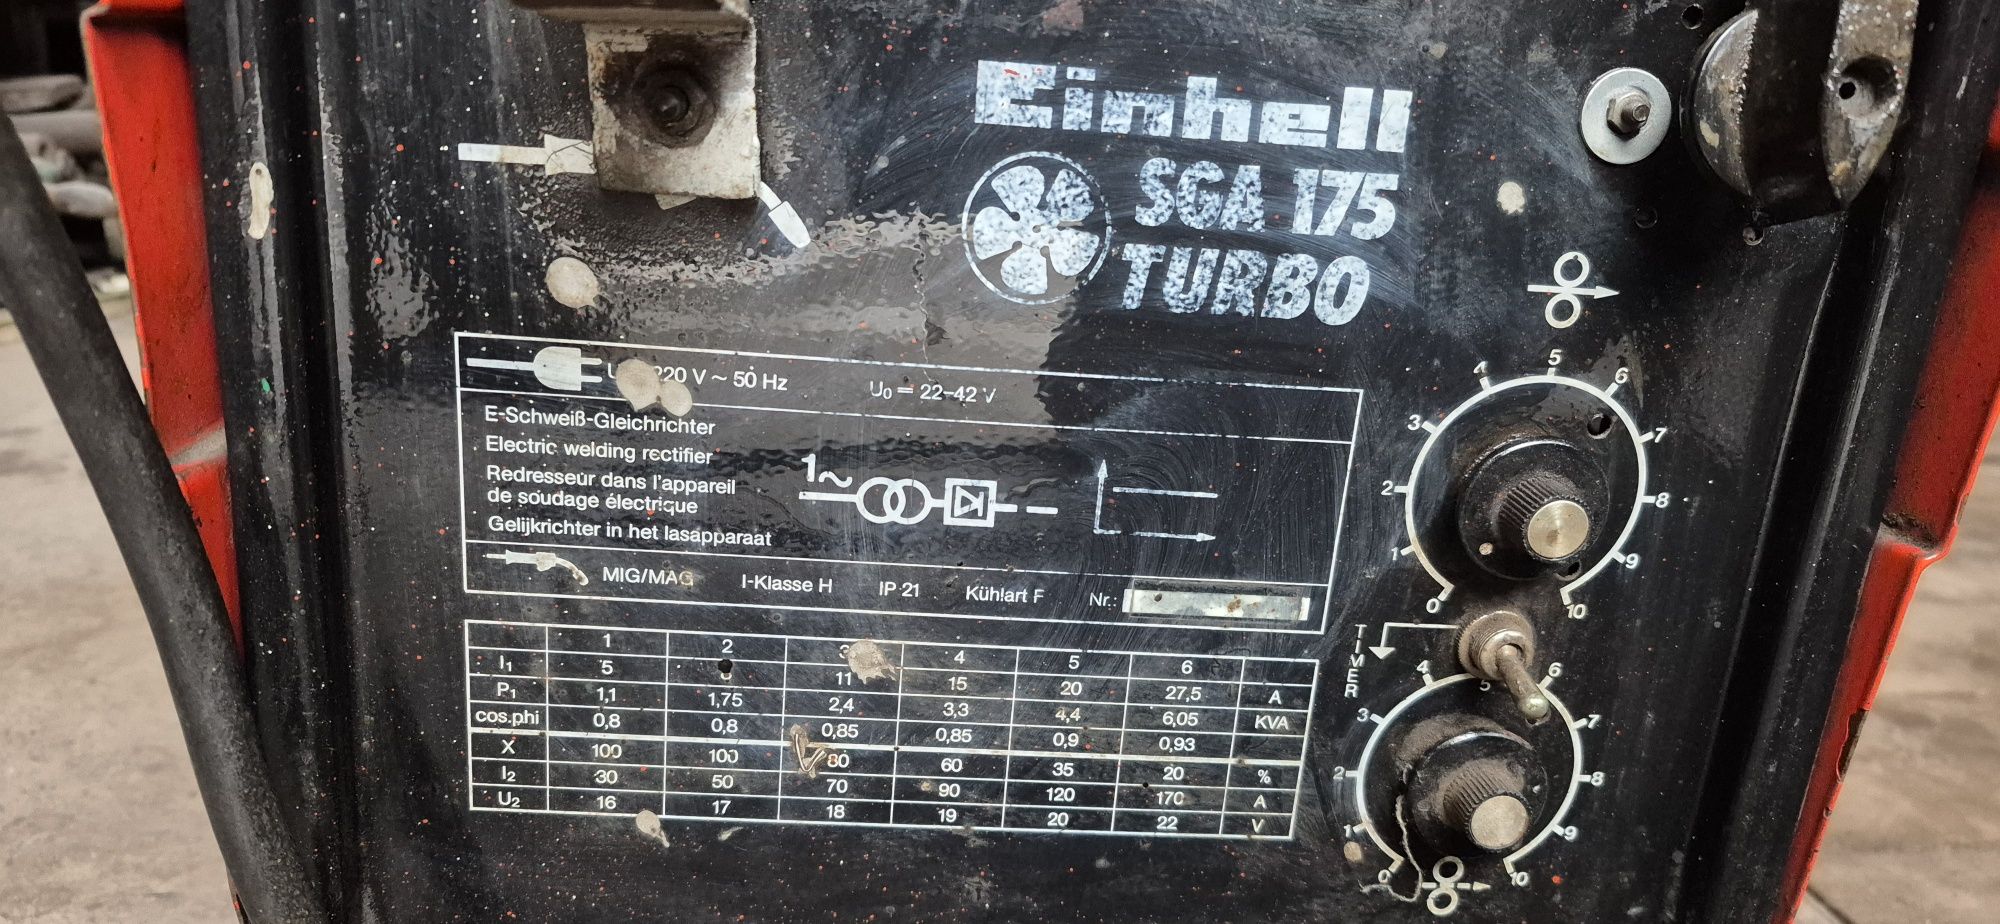 Einhell
SGA 175
TURBO
220 V ~ 50 Hz U₀ = 22-42 V
E-Schweiß-Gleichrichter
Electric welding rectifier
Redresseur dans l'appareil
de soudage électrique
Gelijkrichter in het lasapparaat
1~
MIG/MAG I-Klasse H IP 21 Kühlart F Nr.:
1 2 3 4 5 6
I₁ 5 11 15 20 27,5 A
P₁ 1,1 1,75 2,4 3,3 4,4 6,05 KVA
cos.phi 0,8 0,8 0,85 0,85 0,9 0,93
X 100 100 80 60 35 20 %
I₂ 30 50 70 90 120 170 A
U₂ 16 17 18 19 20 22 V
0 1 2 3 4 5 6 7 8 9 10
TIMER
0 1 2 3 4 5 6 7 8 9 10